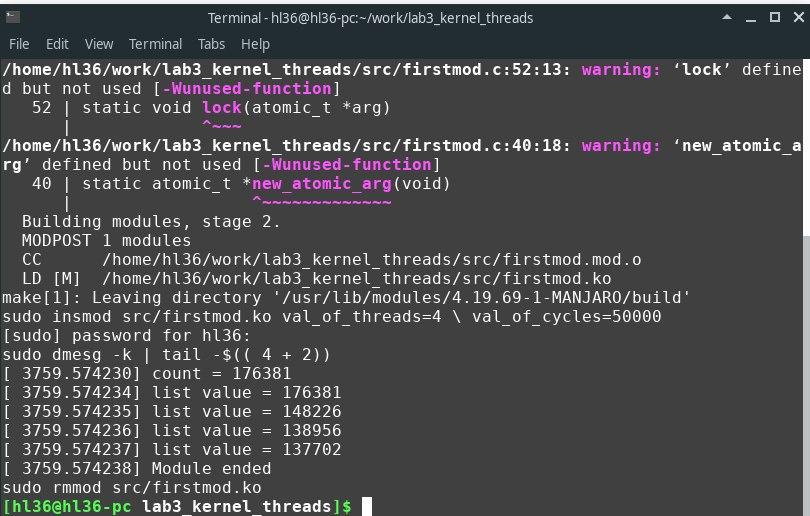 Terminal - hl36@hl36-pc:~/work/lab3_kernel_threads
File Edit View Terminal Tabs Help
/home/hl36/work/lab3_kernel_threads/src/firstmod.c:52:13: warning: ‘lock’ define
d but not used [-Wunused-function]
   52 | static void lock(atomic_t *arg)
      |             ^~~~
/home/hl36/work/lab3_kernel_threads/src/firstmod.c:40:18: warning: ‘new_atomic_a
rg’ defined but not used [-Wunused-function]
   40 | static atomic_t *new_atomic_arg(void)
      |                  ^~~~~~~~~~~~~~
  Building modules, stage 2.
  MODPOST 1 modules
  CC      /home/hl36/work/lab3_kernel_threads/src/firstmod.mod.o
  LD [M]  /home/hl36/work/lab3_kernel_threads/src/firstmod.ko
make[1]: Leaving directory '/usr/lib/modules/4.19.69-1-MANJARO/build'
sudo insmod src/firstmod.ko val_of_threads=4 \ val_of_cycles=50000
[sudo] password for hl36:
sudo dmesg -k | tail -$(( 4 + 2))
[ 3759.574230] count = 176381
[ 3759.574234] list value = 176381
[ 3759.574235] list value = 148226
[ 3759.574236] list value = 138956
[ 3759.574237] list value = 137702
[ 3759.574238] Module ended
sudo rmmod src/firstmod.ko
[hl36@hl36-pc lab3_kernel_threads]$